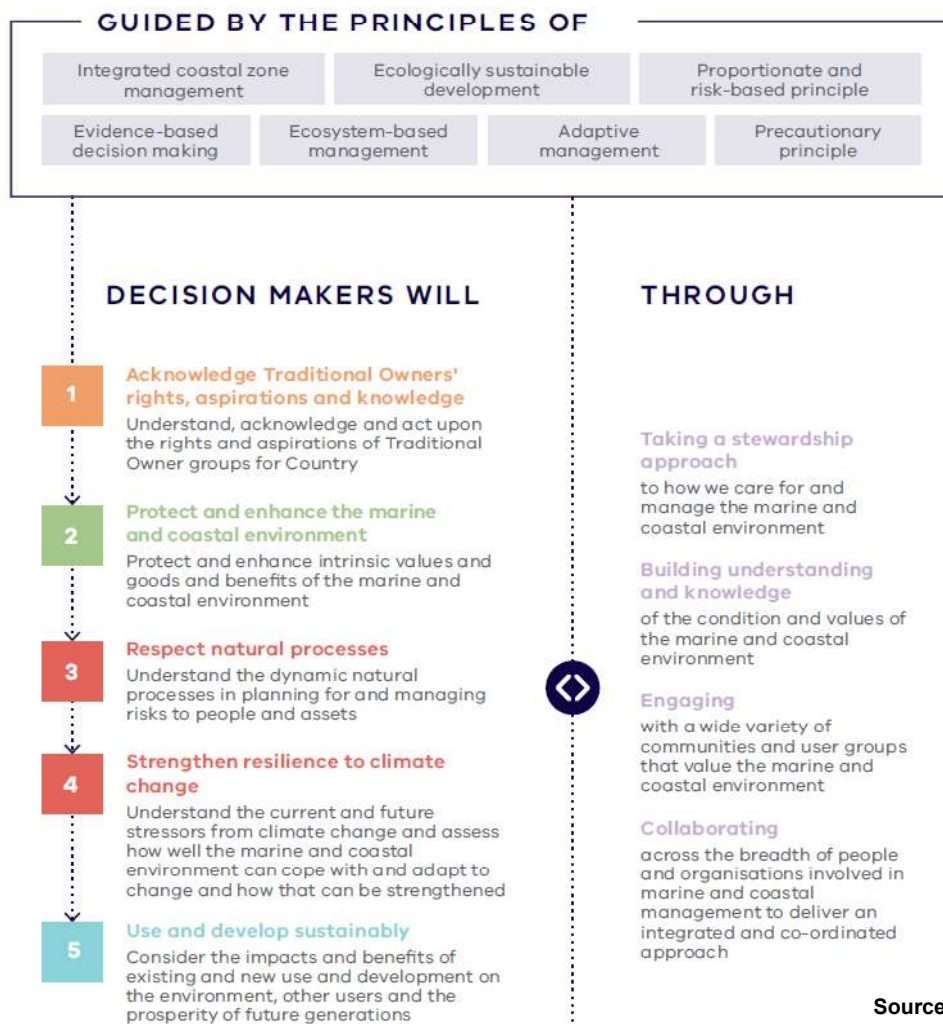 GUIDED BY THE PRINCIPLES OF
Integrated coastal zone
management
Ecologically sustainable
development
Proportionate and
risk-based principle
Evidence-based
decision making
Ecosystem-based
management
Adaptive
management
Precautionary
principle
DECISION MAKERS WILL
1
Acknowledge Traditional Owners'
rights, aspirations and knowledge
Understand, acknowledge and act upon
the rights and aspirations of Traditional
Owner groups for Country
2
Protect and enhance the marine
and coastal environment
Protect and enhance intrinsic values and
goods and benefits of the marine and
coastal environment
3
Respect natural processes
Understand the dynamic natural
processes in planning for and managing
risks to people and assets
4
Strengthen resilience to climate
change
Understand the current and future
stressors from climate change and assess
how well the marine and coastal
environment can cope with and adapt to
change and how that can be strengthened
5
Use and develop sustainably
Consider the impacts and benefits of
existing and new use and development on
the environment, other users and the
prosperity of future generations
THROUGH
Taking a stewardship
approach
to how we care for and
manage the marine and
coastal environment
Building understanding
and knowledge
of the condition and values of
the marine and coastal
environment
Engaging
with a wide variety of
communities and user groups
that value the marine and
coastal environment
Collaborating
across the breadth of people
and organisations involved in
marine and coastal
management to deliver an
integrated and co-ordinated
approach
Source